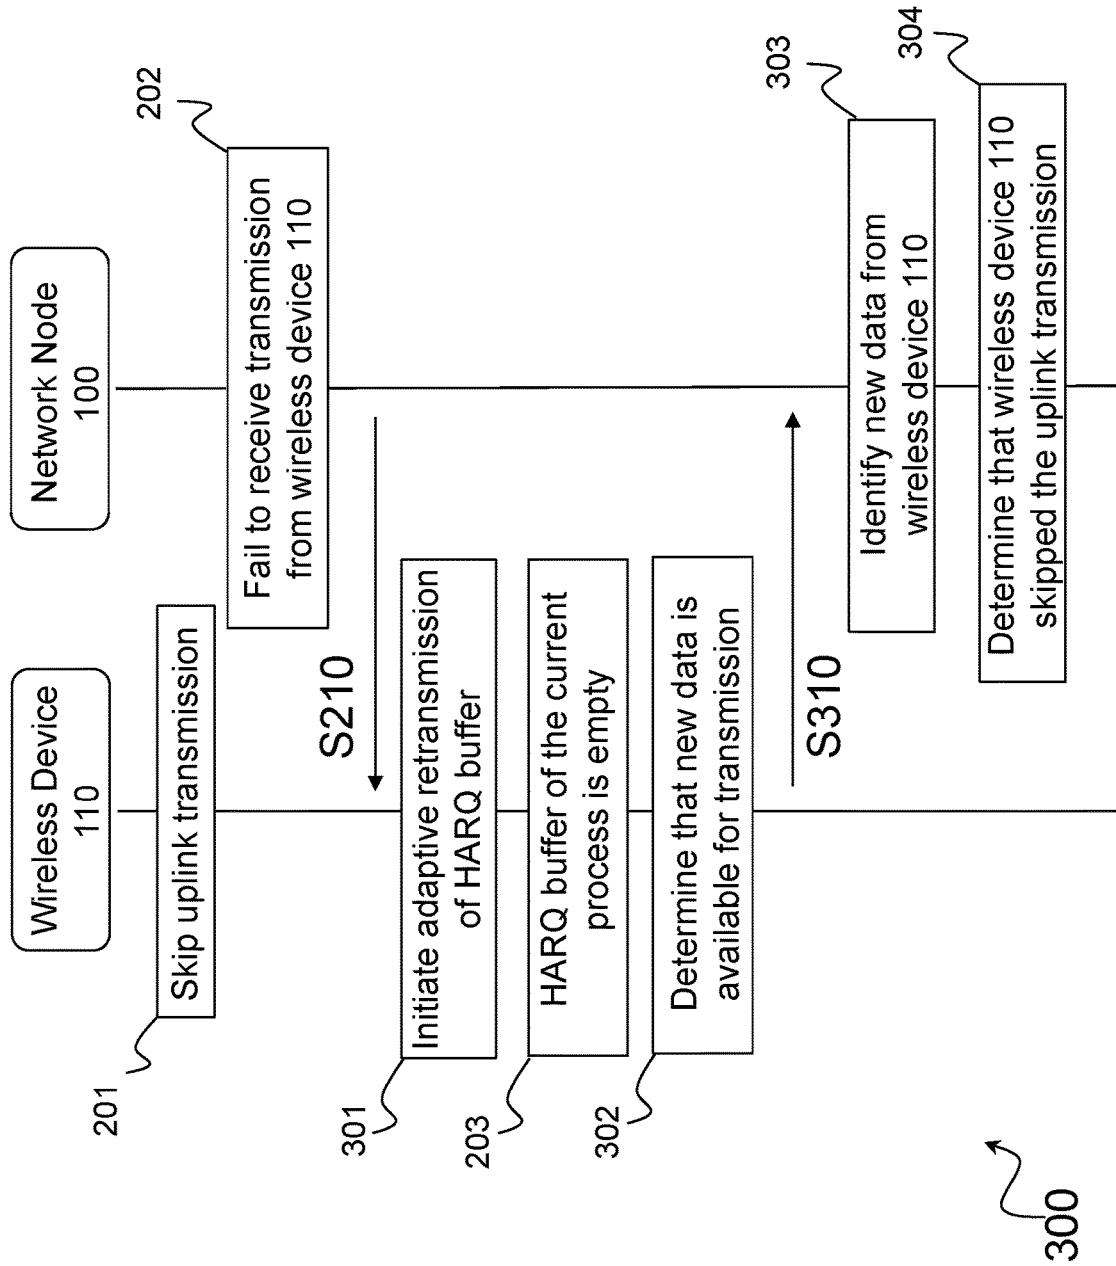 Wireless Device
110
Network Node
100
201
Skip uplink transmission
202
Fail to receive transmission
from wireless device 110
S210
301
Initiate adaptive retransmission
of HARQ buffer
203
HARQ buffer of the current
process is empty
302
Determine that new data is
available for transmission
S310
303
Identify new data from
wireless device 110
304
Determine that wireless device 110
skipped the uplink transmission
300